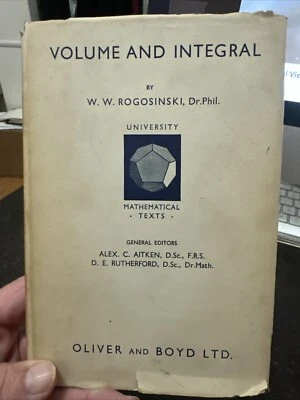 VOLUME AND INTEGRAL
BY
W. W. ROGOSINSKI, Dr.Phil.
UNIVERSITY
MATHEMATICAL
· TEXTS ·
GENERAL EDITORS
ALEX. C. AITKEN, D.Sc., F.R.S.
D. E. RUTHERFORD, D.Sc., Dr.Math.
OLIVER AND BOYD LTD.